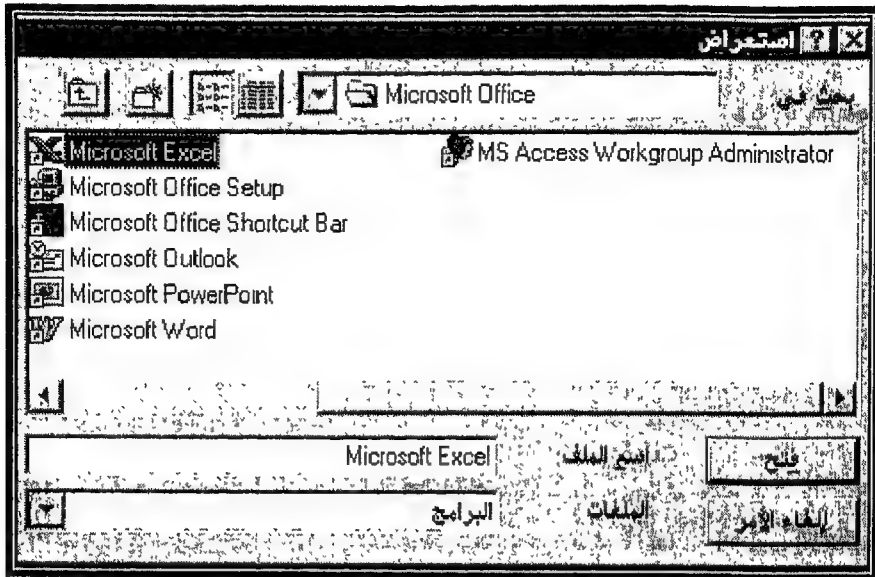 استعراض
بحث في Microsoft Office
Microsoft Excel
Microsoft Office Setup
Microsoft Office Shortcut Bar
Microsoft Outlook
Microsoft PowerPoint
Microsoft Word
MS Access Workgroup Administrator
فتح اسم الملف Microsoft Excel
إلغاء الأمر الملفات البرامج